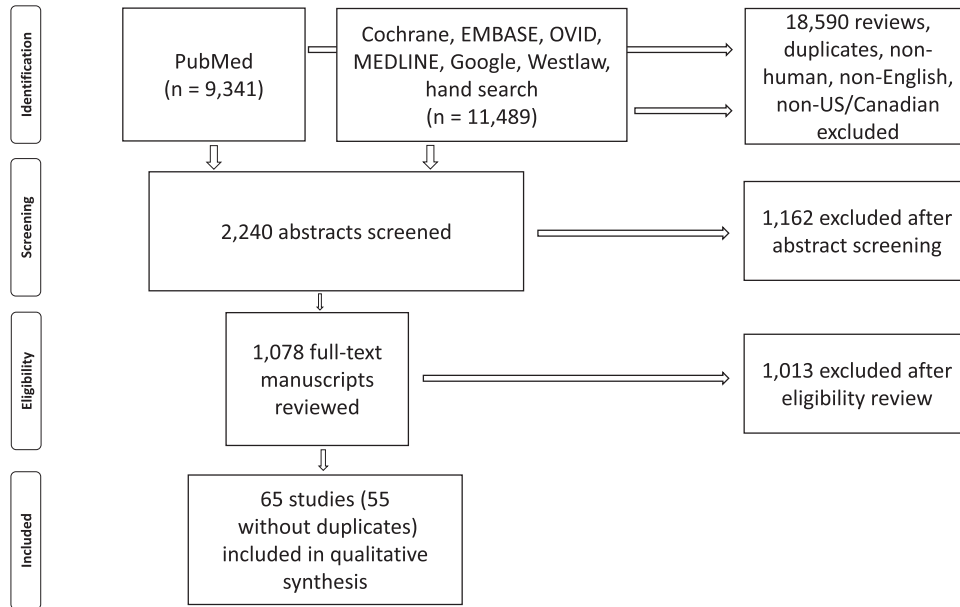 Identification
PubMed
(n = 9,341)
Cochrane, EMBASE, OVID,
MEDLINE, Google, Westlaw,
hand search
(n = 11,489)
18,590 reviews,
duplicates, non-
human, non-English,
non-US/Canadian
excluded
Screening
2,240 abstracts screened
1,162 excluded after
abstract screening
Eligibility
1,078 full-text
manuscripts
reviewed
1,013 excluded after
eligibility review
Included
65 studies (55
without duplicates)
included in qualitative
synthesis